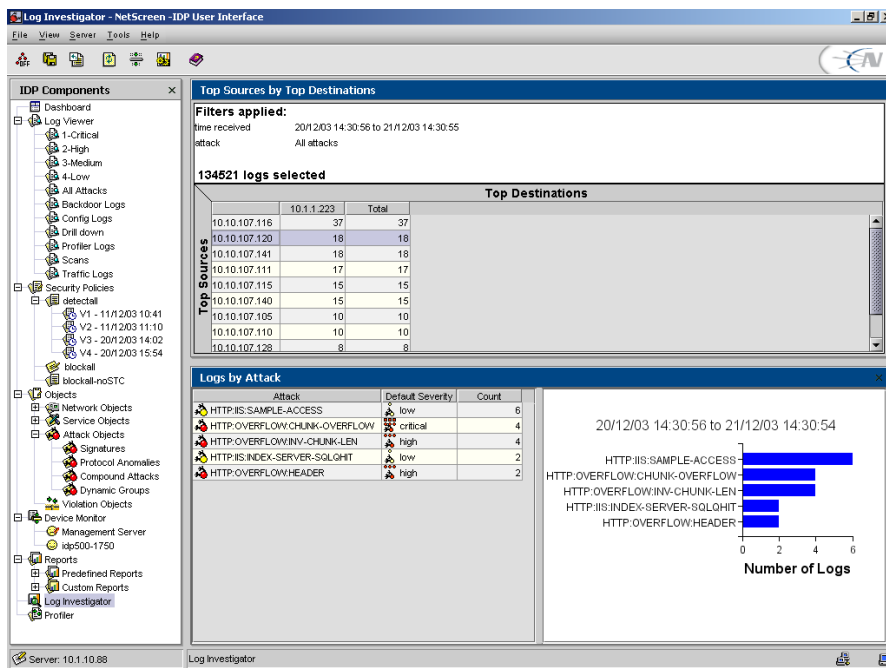 Log Investigator - NetScreen -IDP User Interface
File View Server Tools Help
OFF
N
IDP Components
Dashboard
Log Viewer
1-Critical
2-High
3-Medium
4-Low
All Attacks
Backdoor Logs
Config Logs
Drill down
Profiler Logs
Scans
Traffic Logs
Security Policies
detectall
V1 - 11/12/03 10:41
V2 - 11/12/03 11:10
V3 - 20/12/03 14:02
V4 - 20/12/03 15:54
blockall
blockall-noSTC
Objects
Network Objects
Service Objects
Attack Objects
Signatures
Protocol Anomalies
Compound Attacks
Dynamic Groups
Violation Objects
Device Monitor
Management Server
idp500-1750
Reports
Predefined Reports
Custom Reports
Log Investigator
Profiler
Top Sources by Top Destinations
Filters applied:
time received 20/12/03 14:30:56 to 21/12/03 14:30:55
attack All attacks
134521 logs selected
Top Destinations
10.1.1.223 Total
Top Sources
10.10.107.116 37 37
10.10.107.120 18 18
10.10.107.141 18 18
10.10.107.111 17 17
10.10.107.115 15 15
10.10.107.140 15 15
10.10.107.105 10 10
10.10.107.110 10 10
10.10.107.128 8 8
Logs by Attack
Attack Default Severity Count
HTTP:IIS:SAMPLE-ACCESS low 6
HTTP:OVERFLOW:CHUNK-OVERFLOW critical 4
HTTP:OVERFLOW:INV-CHUNK-LEN high 4
HTTP:IIS:INDEX-SERVER-SQLQHIT low 2
HTTP:OVERFLOW:HEADER high 2
20/12/03 14:30:56 to 21/12/03 14:30:54
HTTP:IIS:SAMPLE-ACCESS
HTTP:OVERFLOW:CHUNK-OVERFLOW
HTTP:OVERFLOW:INV-CHUNK-LEN
HTTP:IIS:INDEX-SERVER-SQLQHIT
HTTP:OVERFLOW:HEADER
0 2 4 6
Number of Logs
Server: 10.1.10.88
Log Investigator